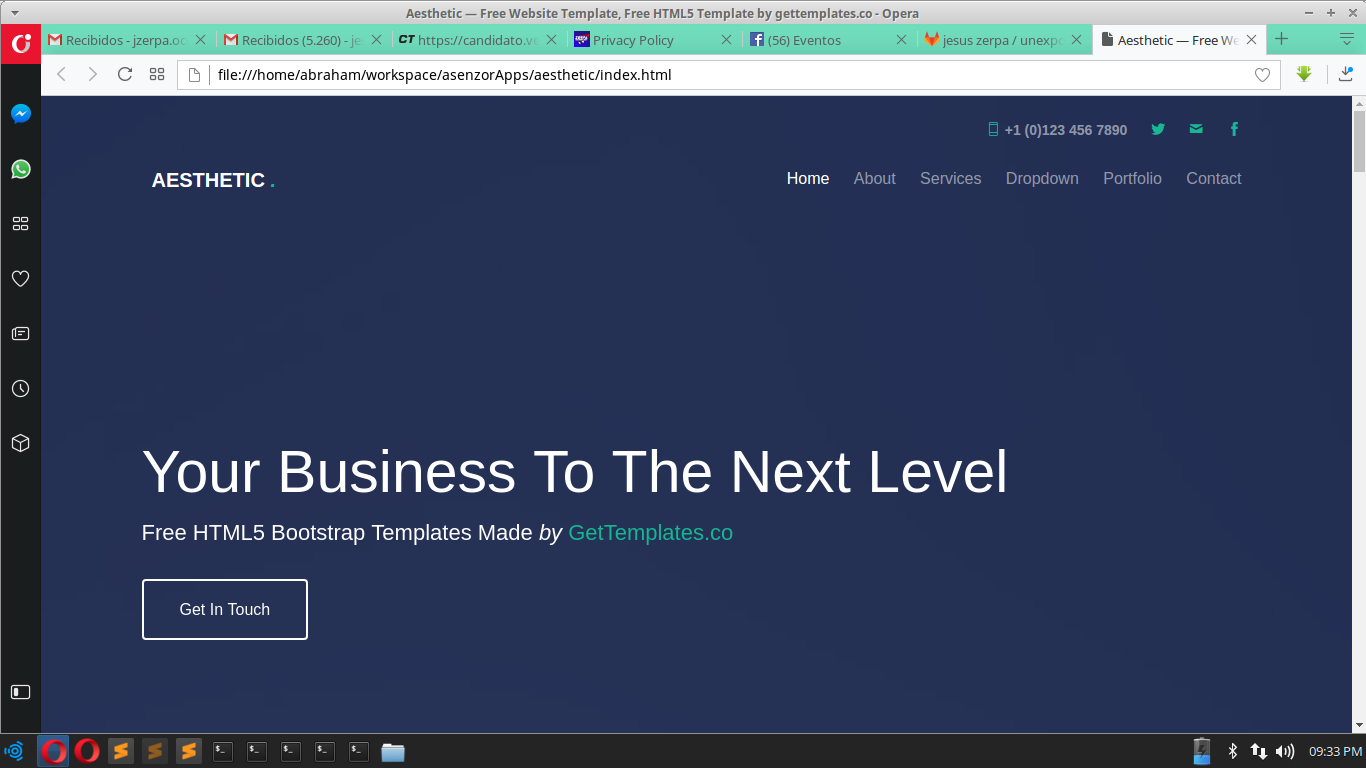 Aesthetic — Free Website Template, Free HTML5 Template by gettemplates.co - Opera
Recibidos - jzerpa.oc
Recibidos (5.260) - je
CT https://candidato.ve
Privacy Policy
(56) Eventos
jesus zerpa / unexpo
Aesthetic — Free We
file:///home/abraham/workspace/asenzorApps/aesthetic/index.html
+1 (0)123 456 7890
AESTHETIC .
Home About Services Dropdown Portfolio Contact
Your Business To The Next Level
Free HTML5 Bootstrap Templates Made by GetTemplates.co
Get In Touch
09:33 PM